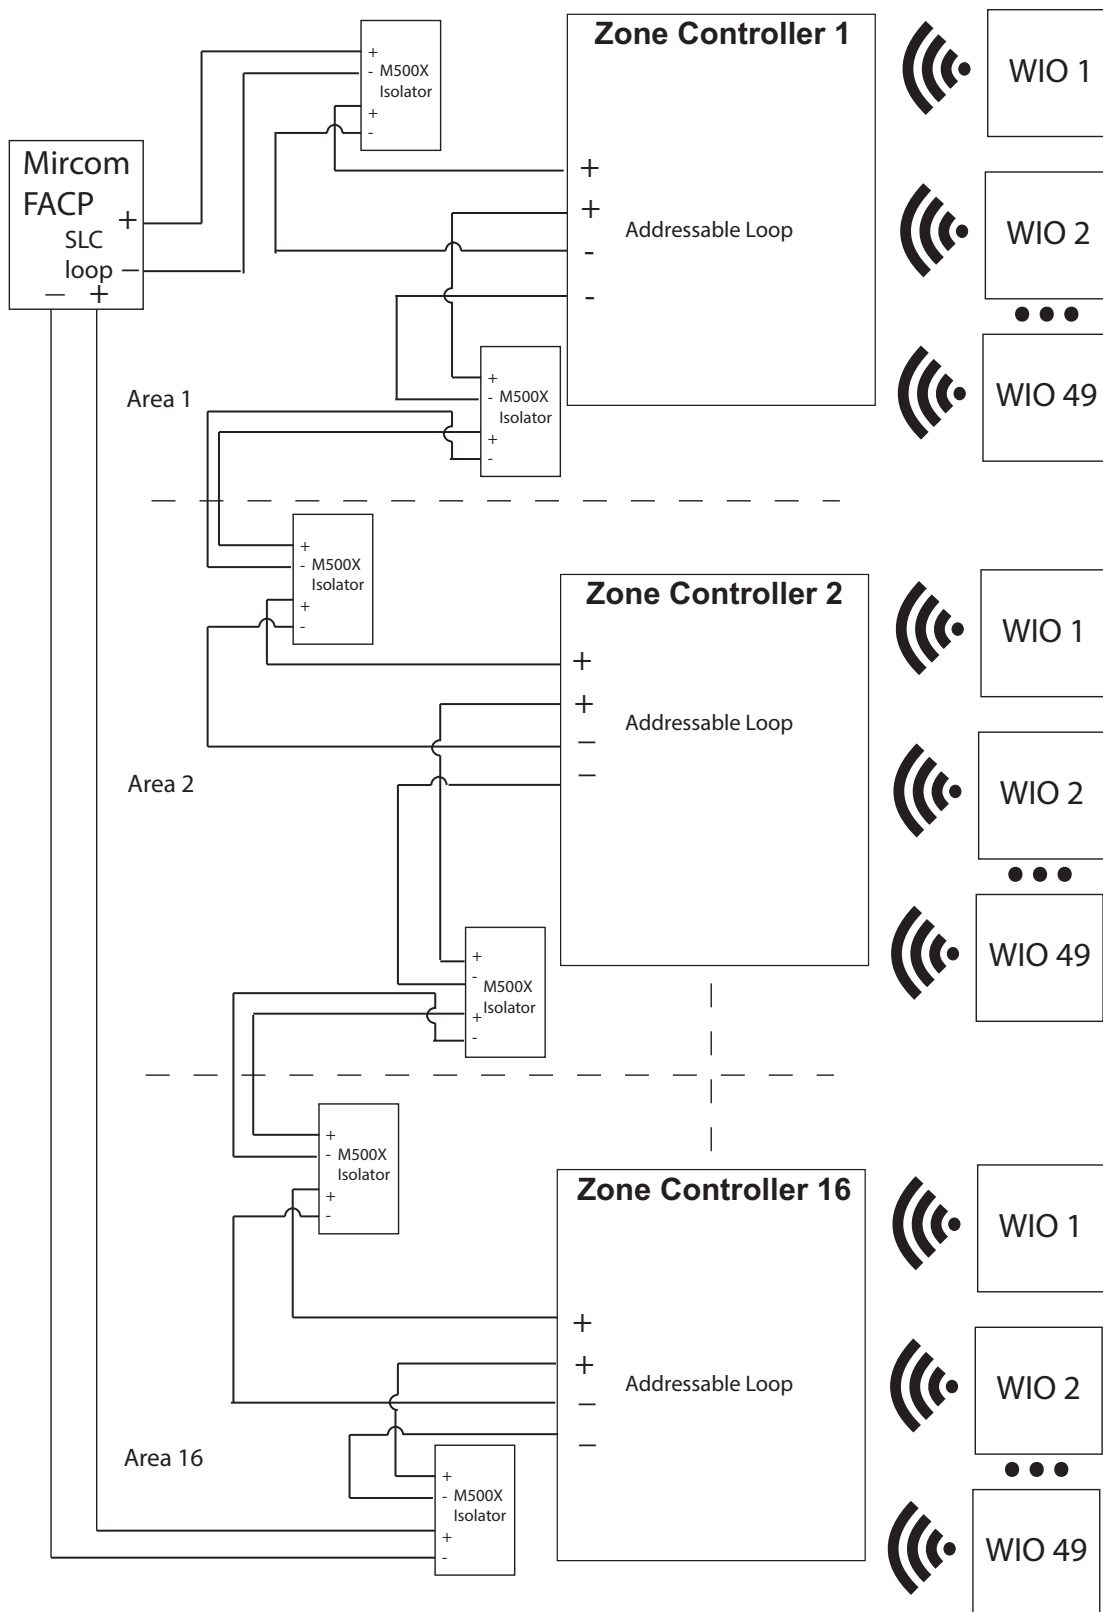 Zone Controller 1
WIO 1
+
- M500X
Isolator
+
-
Mircom
FACP
+
SLC
loop −
− +
+
+
Addressable Loop
-
-
WIO 2
WIO 49
Area 1
+
- M500X
Isolator
+
-
+
- M500X
Isolator
+
-
Zone Controller 2
WIO 1
+
+
Addressable Loop
−
−
WIO 2
Area 2
WIO 49
+
-
M500X
Isolator
+
-
+
- M500X
Isolator
+
-
Zone Controller 16
WIO 1
+
+
Addressable Loop
−
−
WIO 2
Area 16
+
- M500X
Isolator
+
-
WIO 49